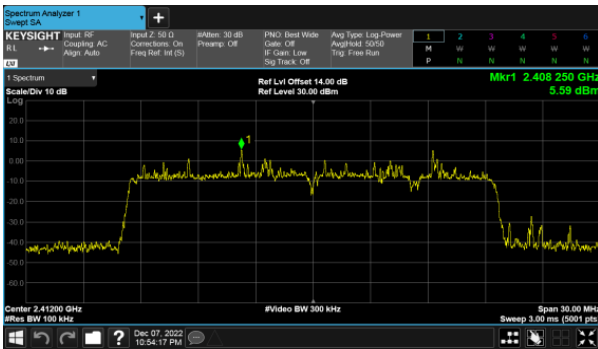 Spectrum Analyzer 1
Swept SA
+
KEYSIGHT Input: RF Input Z: 50 Ω #Atten: 30 dB PNO: Best Wide Avg Type: Log-Power 1 2 3 4 5 6
RL Coupling: AC Corrections: On Preamp: Off Gate: Off Avg|Hold: 50/50 M W W W W W
Align: Auto Freq Ref: Int (S) IF Gain: Low Trig: Free Run
Sig Track: Off P N N N N N
LXI
1 Spectrum Ref Lvl Offset 14.00 dB Mkr1 2.408 250 GHz
Scale/Div 10 dB Ref Level 30.00 dBm 5.59 dBm
Log
20.0
10.0
1
0.00
-10.0
-20.0
-30.0
-40.0
-50.0
-60.0
Center 2.41200 GHz #Video BW 300 kHz Span 30.00 MHz
#Res BW 100 kHz Sweep 3.00 ms (5001 pts)
? Dec 07, 2022
10:54:17 PM